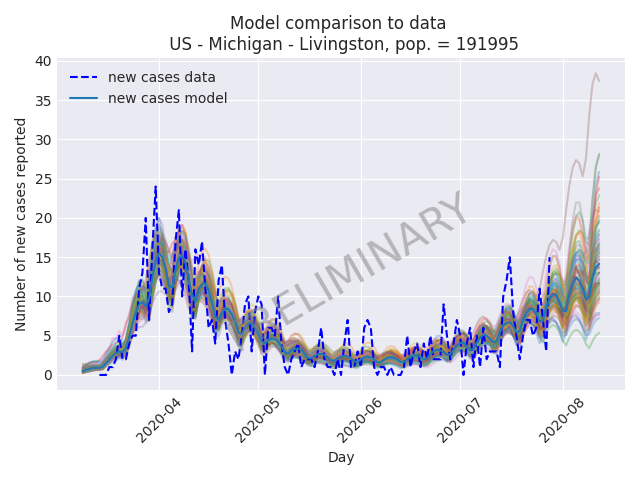 Model comparison to data
US - Michigan - Livingston, pop. = 191995
new cases data
new cases model
Number of new cases reported
40
35
30
25
20
15
10
5
0
ELIMINARY
2020-04
2020-05
2020-06
2020-07
2020-08
Day